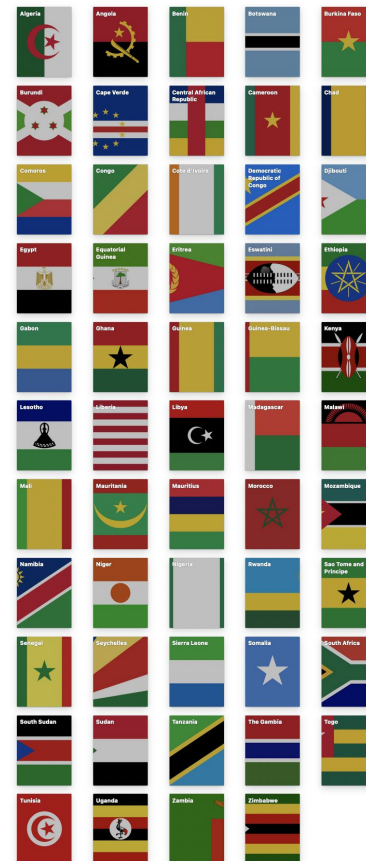 Algeria
Angola
Benin
Botswana
Burkina Faso
Burundi
Cape Verde
Central African
Republic
Cameroon
Chad
Comoros
Congo
Cote d'Ivoire
Democratic
Republic of
Congo
Djibouti
Egypt
Equatorial
Guinea
Eritrea
Eswatini
Ethiopia
Gabon
Ghana
Guinea
Guinea-Bissau
Kenya
Lesotho
Liberia
Libya
Madagascar
Malawi
Mali
Mauritania
Mauritius
Morocco
Mozambique
Namibia
Niger
Nigeria
Rwanda
Sao Tome and
Principe
Senegal
Seychelles
Sierra Leone
Somalia
South Africa
South Sudan
Sudan
Tanzania
The Gambia
Togo
Tunisia
Uganda
Zambia
Zimbabwe